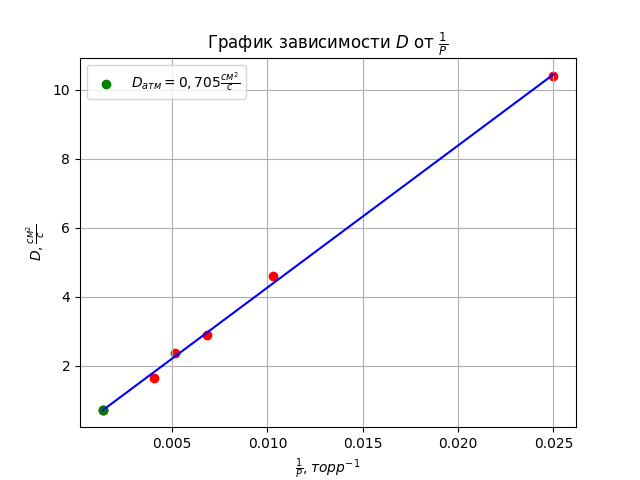 График зависимости D от 1/P
D_атм = 0,705 см²/с
10
8
6
4
2
D, см²/с
0.005 0.010 0.015 0.020 0.025
1/P, торр⁻¹